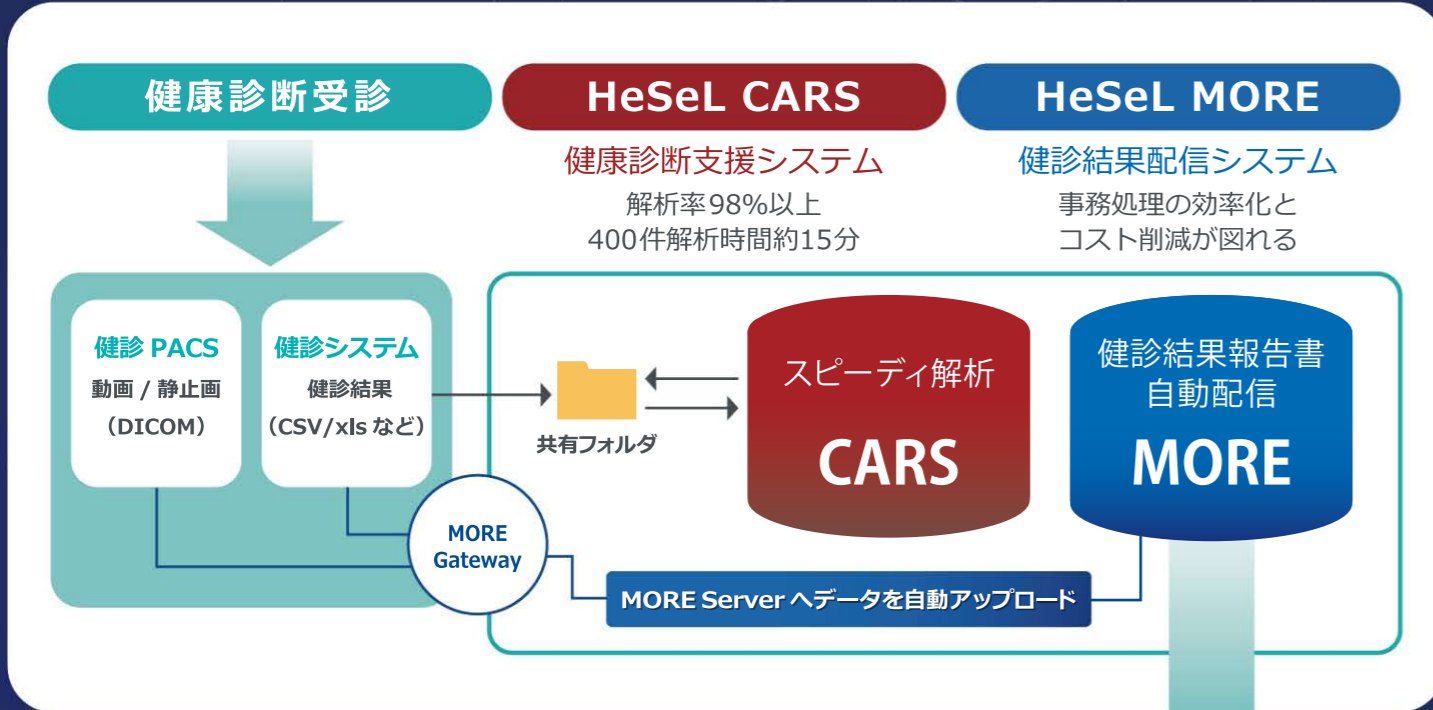 健康診断受診
HeSeL CARS
HeSeL MORE
健康診断支援システム
解析率98%以上
400件解析時間約15分
健診結果配信システム
事務処理の効率化と
コスト削減が図れる
健診 PACS
動画 / 静止画
（DICOM）
健診システム
健診結果
（CSV/xls など）
共有フォルダ
スピーディ解析
CARS
健診結果報告書
自動配信
MORE
MORE
Gateway
MORE Server へデータを自動アップロード